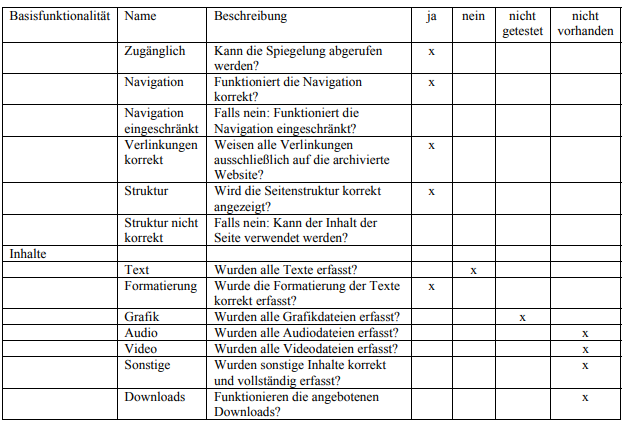 Basisfunktionalität Name Beschreibung ja nein nicht getestet nicht vorhanden
Zugänglich Kann die Spiegelung abgerufen werden? x
Navigation Funktioniert die Navigation korrekt? x
Navigation eingeschränkt Falls nein: Funktioniert die Navigation eingeschränkt?
Verlinkungen korrekt Weisen alle Verlinkungen ausschließlich auf die archivierte Website? x
Struktur Wird die Seitenstruktur korrekt angezeigt? x
Struktur nicht korrekt Falls nein: Kann der Inhalt der Seite verwendet werden?
Inhalte
Text Wurden alle Texte erfasst? x
Formatierung Wurde die Formatierung der Texte korrekt erfasst? x
Grafik Wurden alle Grafikdateien erfasst? x
Audio Wurden alle Audiodateien erfasst? x
Video Wurden alle Videodateien erfasst? x
Sonstige Wurden sonstige Inhalte korrekt und vollständig erfasst? x
Downloads Funktionieren die angebotenen Downloads? x